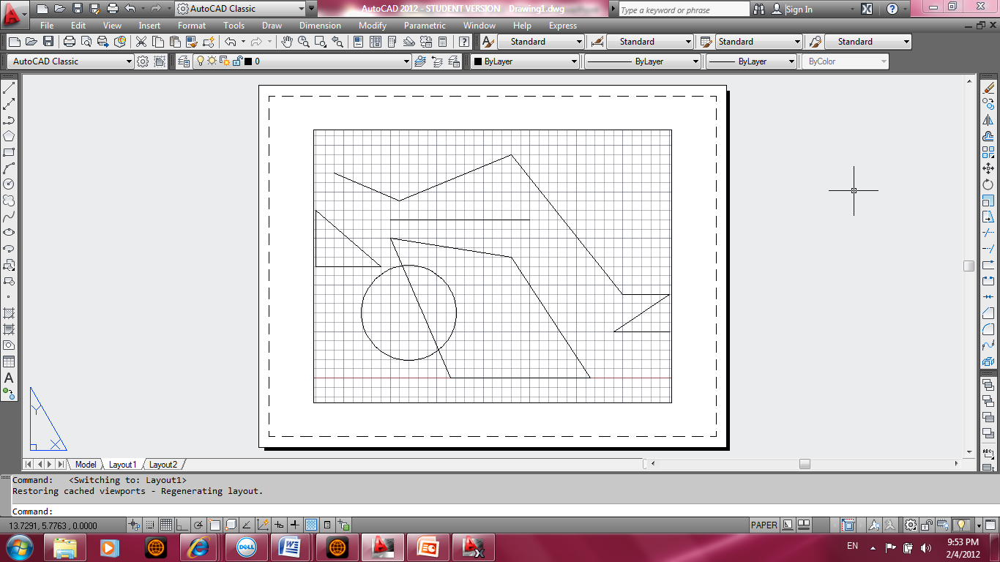 AutoCAD Classic
AutoCAD 2012 - STUDENT VERSION Drawing1.dwg
Type a keyword or phrase
Sign In
File Edit View Insert Format Tools Draw Dimension Modify Parametric Window Help Express
Standard Standard Standard Standard
AutoCAD Classic 0 ByLayer ByLayer ByLayer ByColor
Y
X
A
ABC
Model Layout1 Layout2
Command: <Switching to: Layout1>
Restoring cached viewports - Regenerating layout.
Command:
13.7291, 5.7763 , 0.0000 PAPER
DELL
EN
9:53 PM
2/4/2012